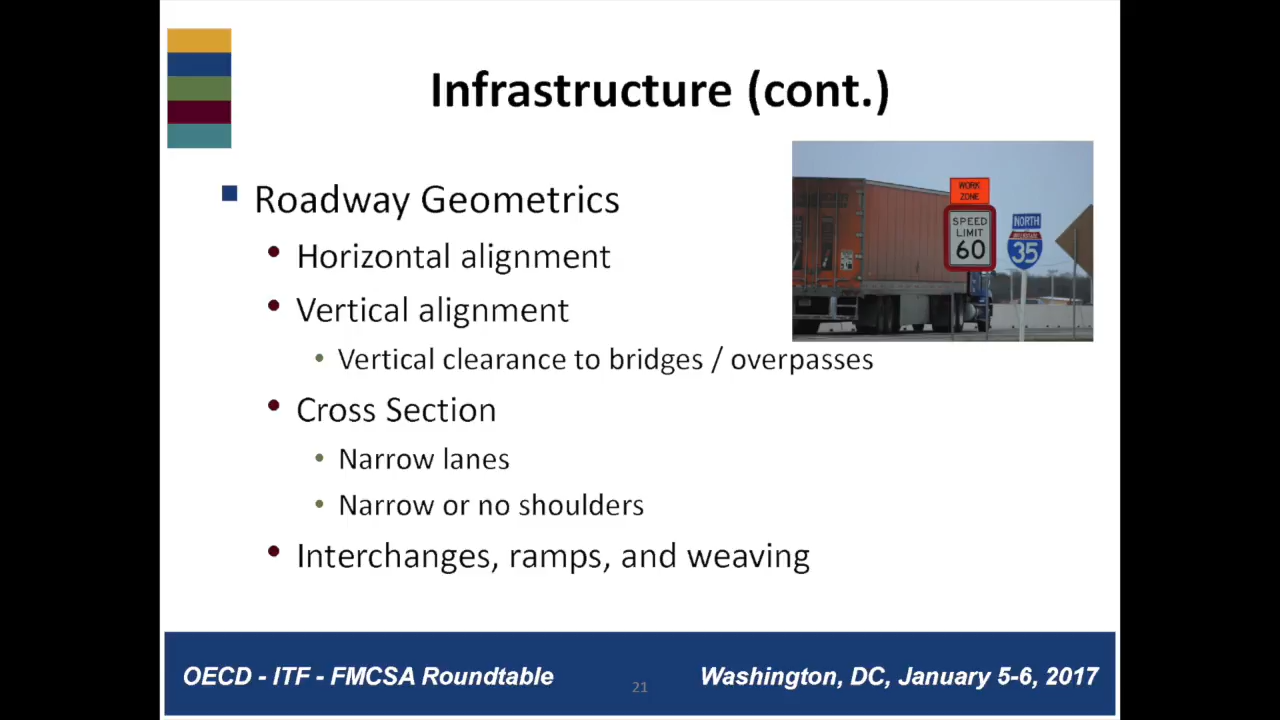 Infrastructure (cont.)
Roadway Geometrics
Horizontal alignment
Vertical alignment
Vertical clearance to bridges / overpasses
Cross Section
Narrow lanes
Narrow or no shoulders
Interchanges, ramps, and weaving
WORK
ZONE
SPEED
LIMIT
60
NORTH
35
OECD - ITF - FMCSA Roundtable
21
Washington, DC, January 5-6, 2017